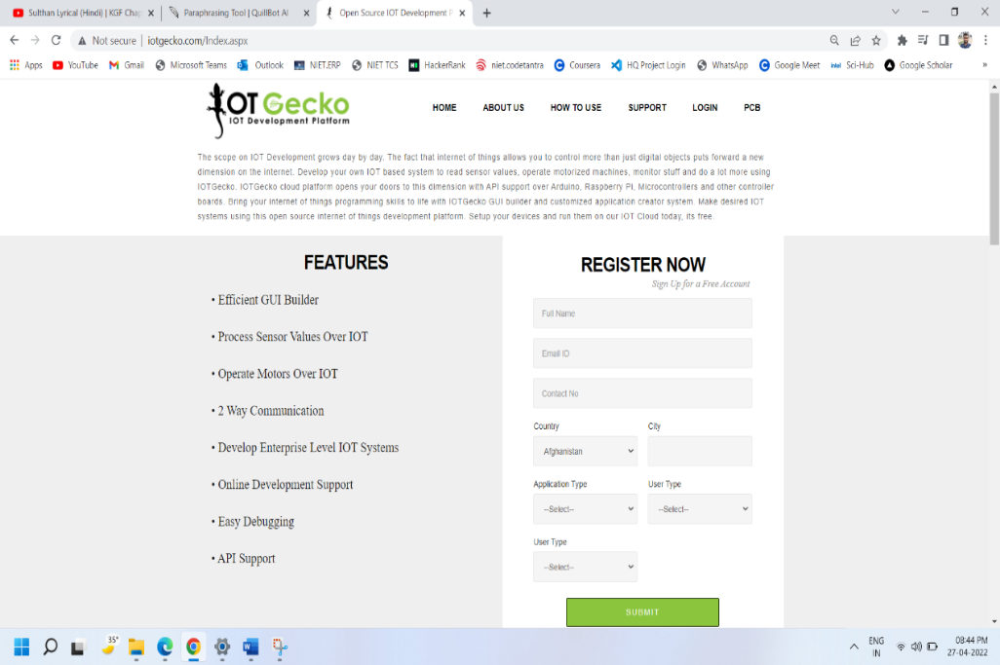 Sulthan Lyrical (Hindi) | KGF Chap
Paraphrasing Tool | QuillBot AI
Open Source IOT Development P
Not secure | iotgecko.com/Index.aspx
Apps YouTube Gmail Microsoft Teams Outlook NIET.ERP NIET TCS HackerRank niet.codetantra Coursera HQ Project Login WhatsApp Google Meet Sci-Hub Google Scholar »
IOT Gecko
IOT Development Platform
HOME ABOUT US HOW TO USE SUPPORT LOGIN PCB
The scope on IOT Development grows day by day. The fact that internet of things allows you to control more than just digital objects puts forward a new
dimension on the internet. Develop your own IOT based system to read sensor values, operate motorized machines, monitor stuff and do a lot more using
IOTGecko. IOTGecko cloud platform opens your doors to this dimension with API support over Arduino, Raspberry PI, Microcontrollers and other controller
boards. Bring your internet of things programming skills to life with IOTGecko GUI builder and customized application creator system. Make desired IOT
systems using this open source internet of things development platform. Setup your devices and run them on our IOT Cloud today, its free.
FEATURES
• Efficient GUI Builder
• Process Sensor Values Over IOT
• Operate Motors Over IOT
• 2 Way Communication
• Develop Enterprise Level IOT Systems
• Online Development Support
• Easy Debugging
• API Support
REGISTER NOW
Sign Up for a Free Account
Full Name
Email ID
Contact No
Country City
Afghanistan
Application Type User Type
--Select-- --Select--
User Type
--Select--
SUBMIT
35°
ENG
IN
08:44 PM
27-04-2022